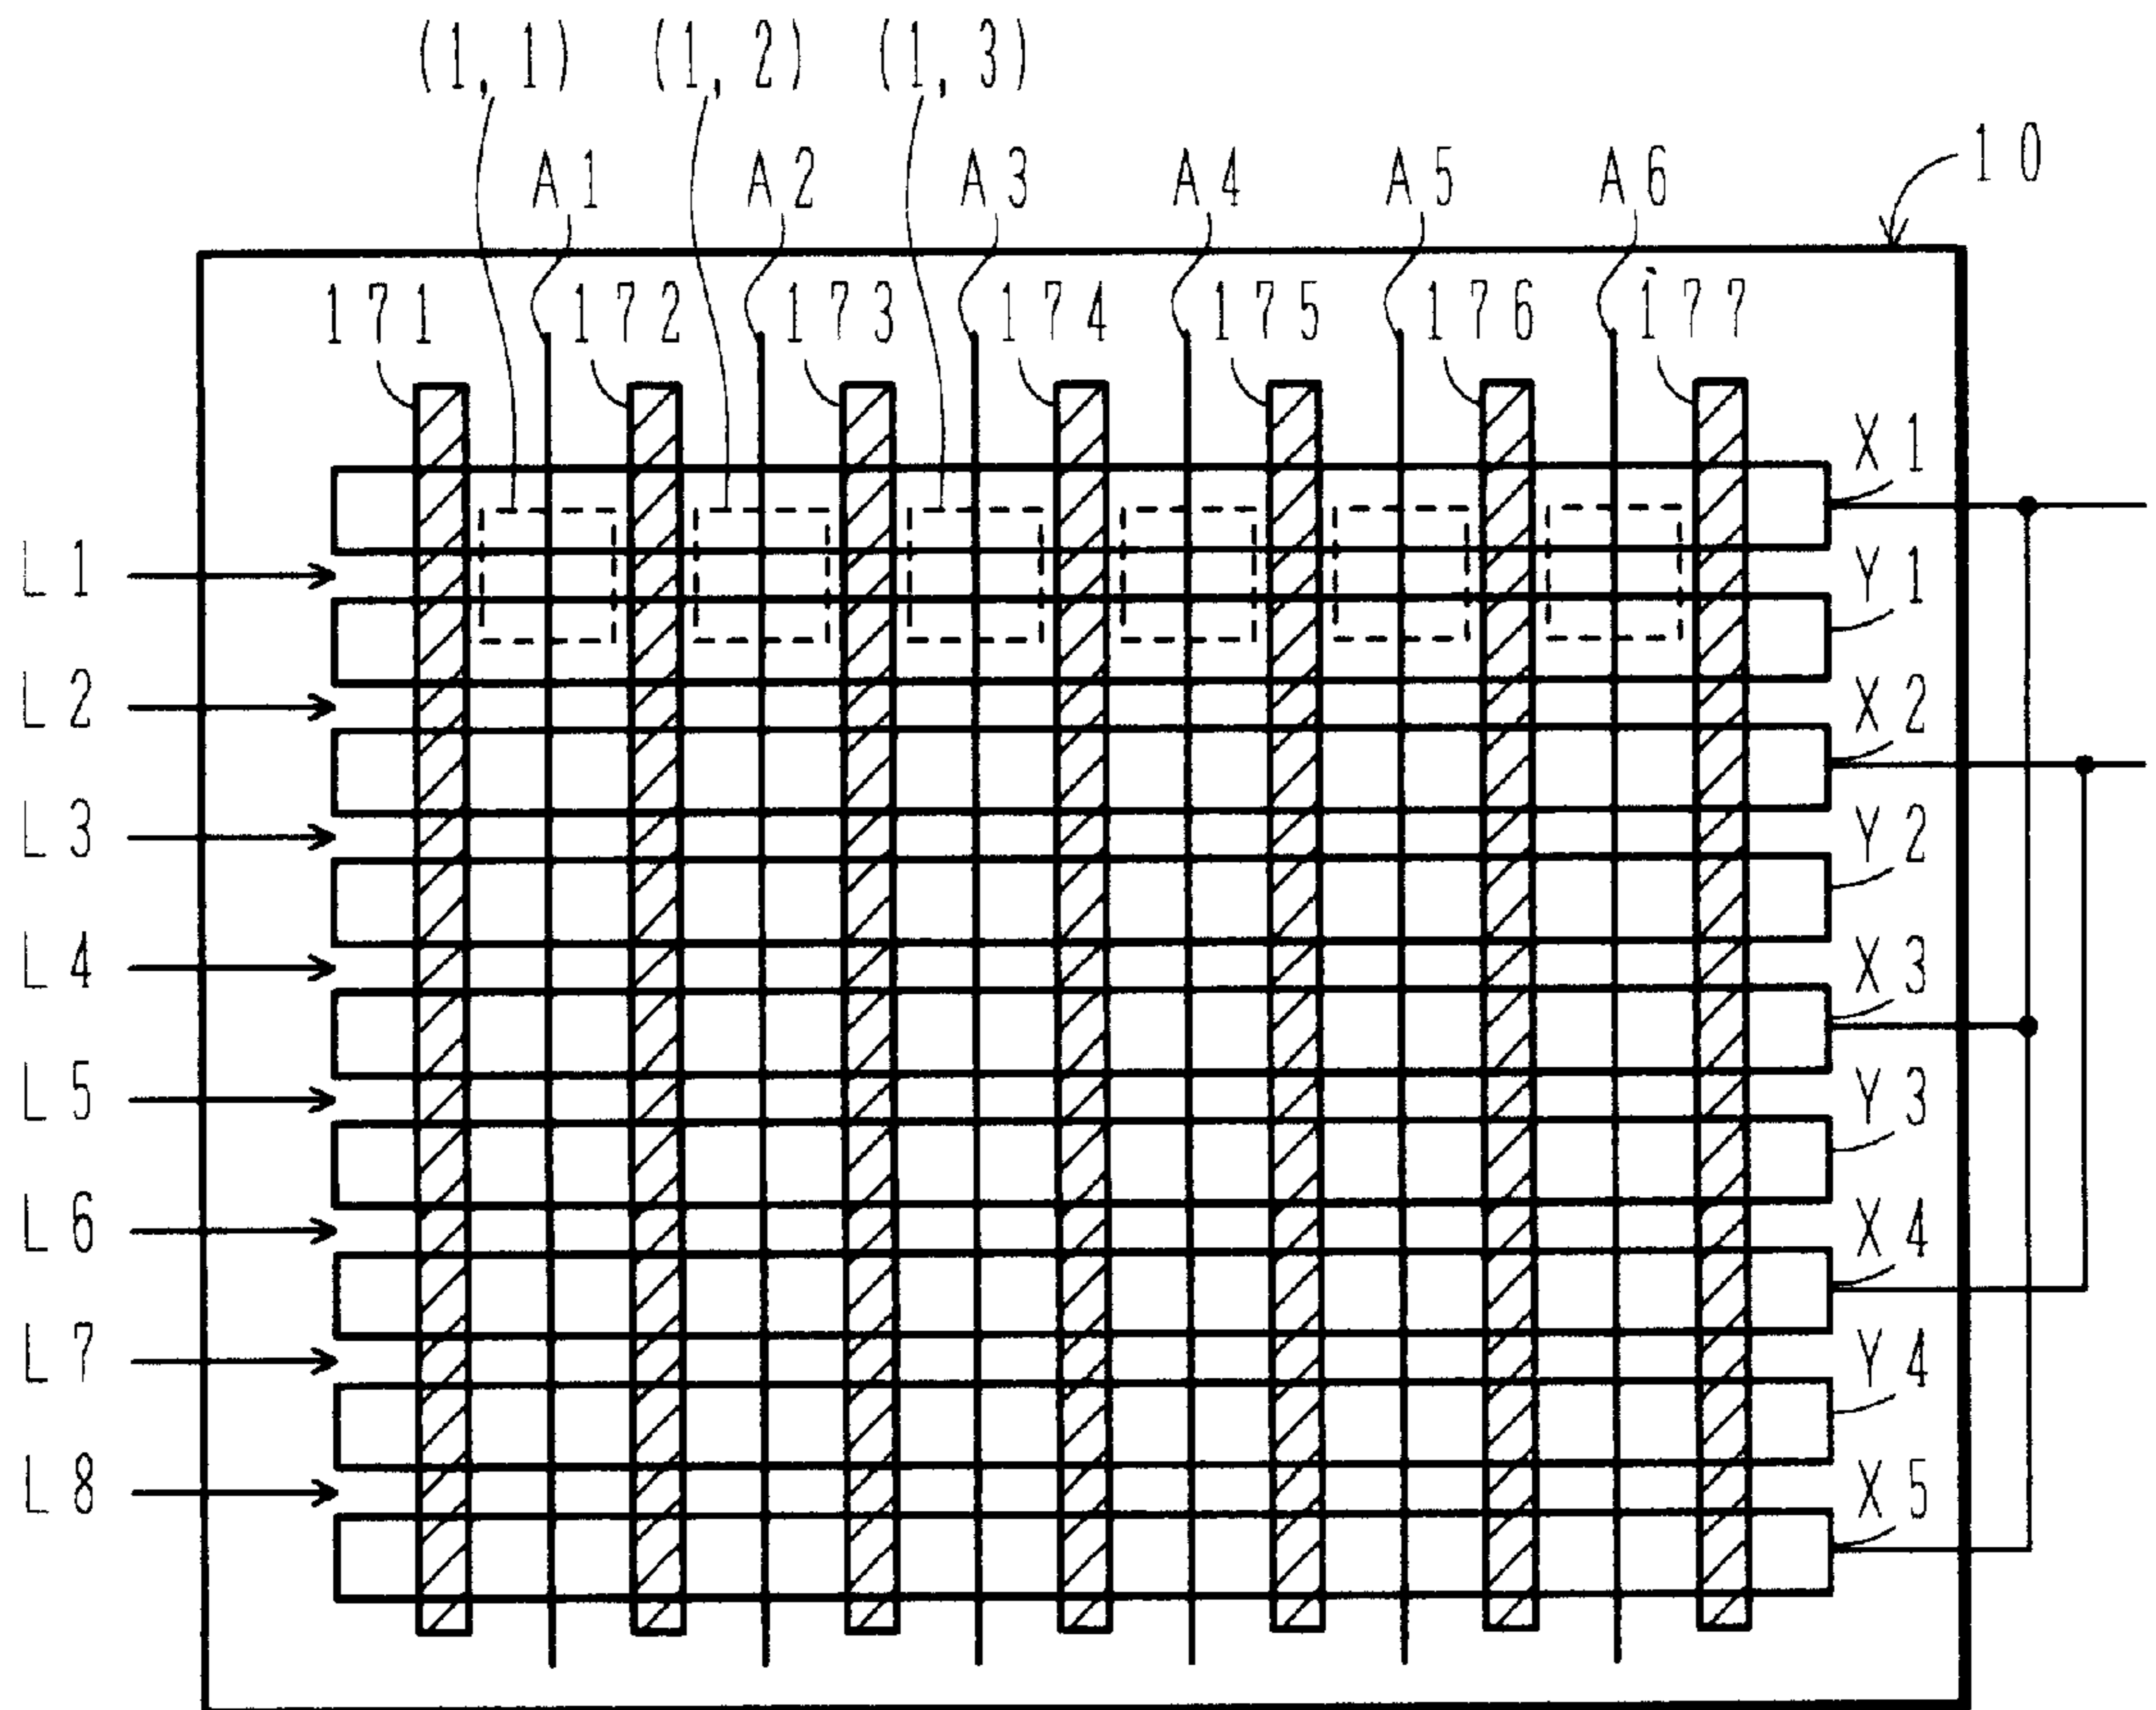 (1, 1) (1, 2) (1, 3)
10
A1 A2 A3 A4 A5 A6
171 172 173 174 175 176 177
X1
L1 Y1
L2 X2
L3 Y2
L4 X3
L5 Y3
L6 X4
L7 Y4
L8 X5